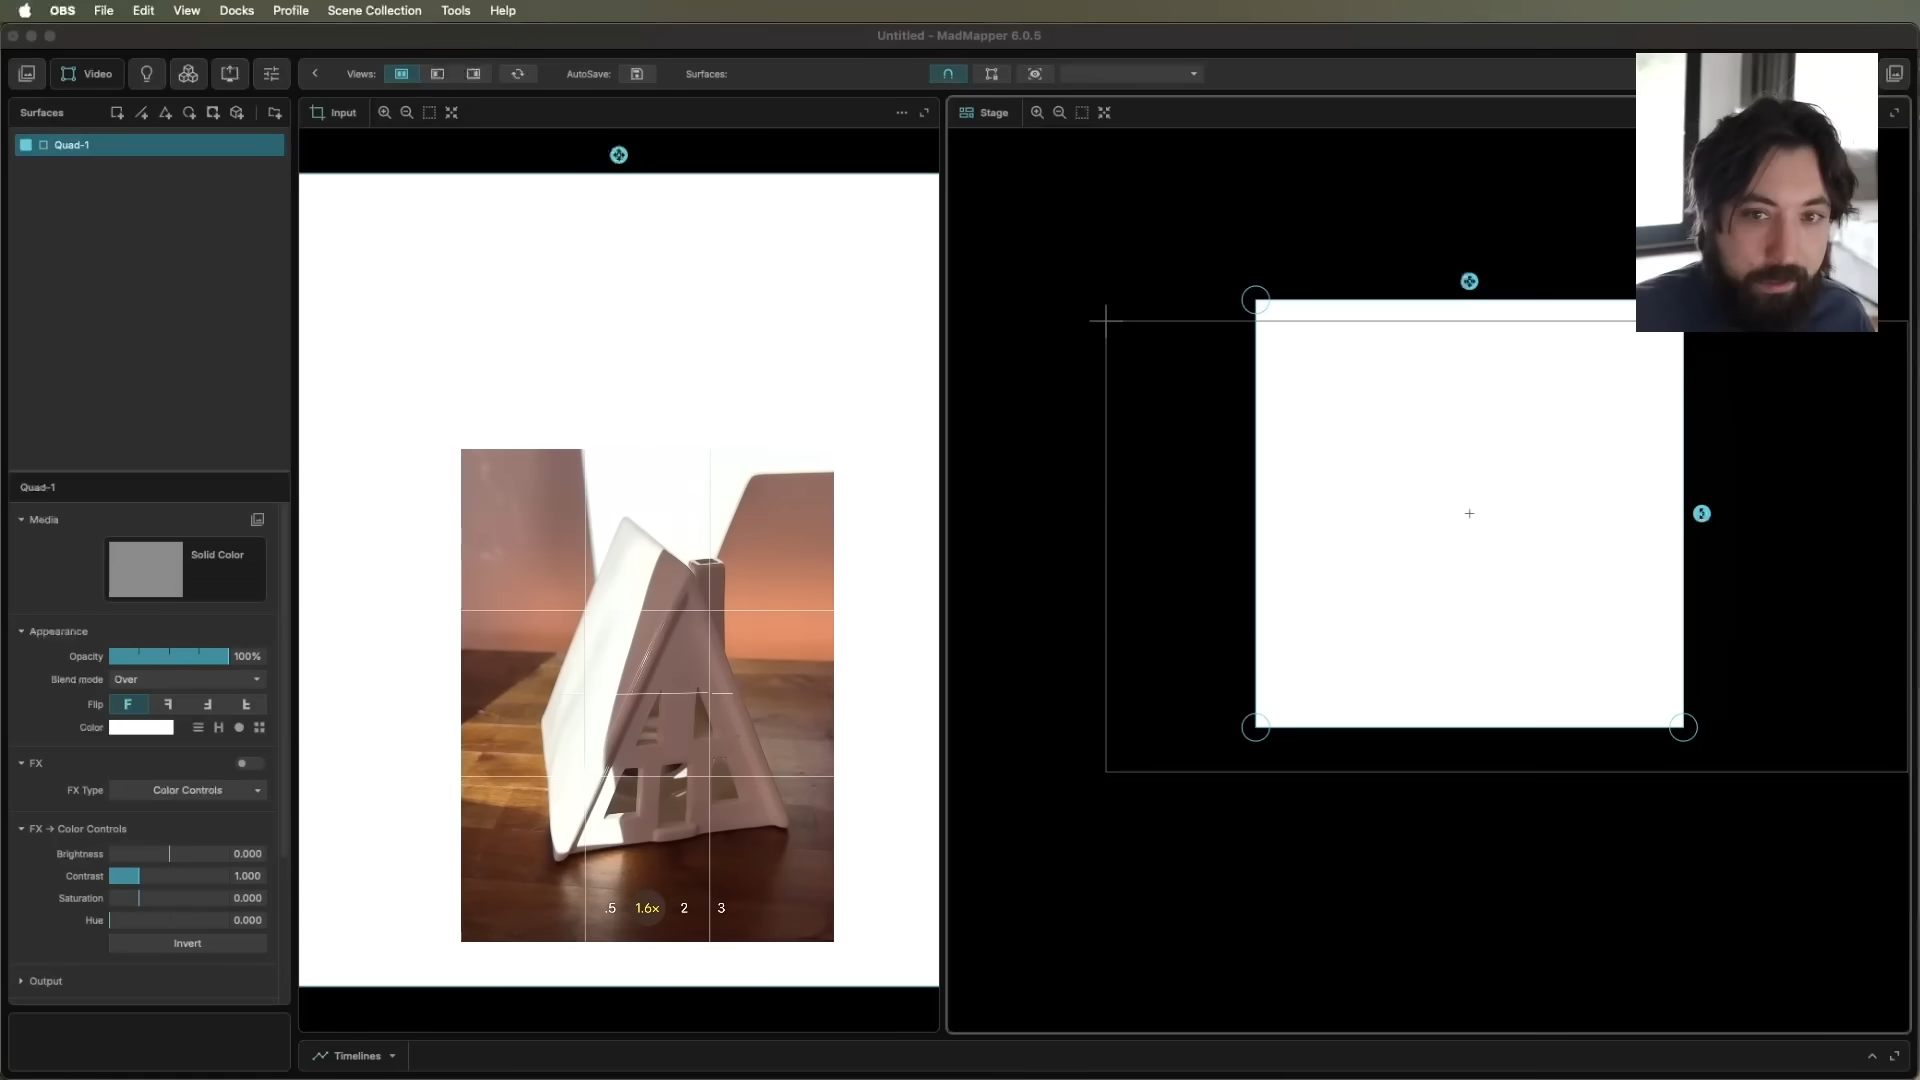 OBS File Edit View Docks Profile Scene Collection Tools Help
Untitled - MadMapper 6.0.5
Video Views: AutoSave: Surfaces:
Surfaces
Input
Stage
Quad-1
Quad-1
Media
Solid Color
Appearance
Opacity 100%
Blend mode Over
Flip F F F F
Color H
FX
FX Type Color Controls
FX → Color Controls
Brightness 0.000
Contrast 1.000
Saturation 0.000
Hue 0.000
Invert
Output
.5 1.6× 2 3
Timelines